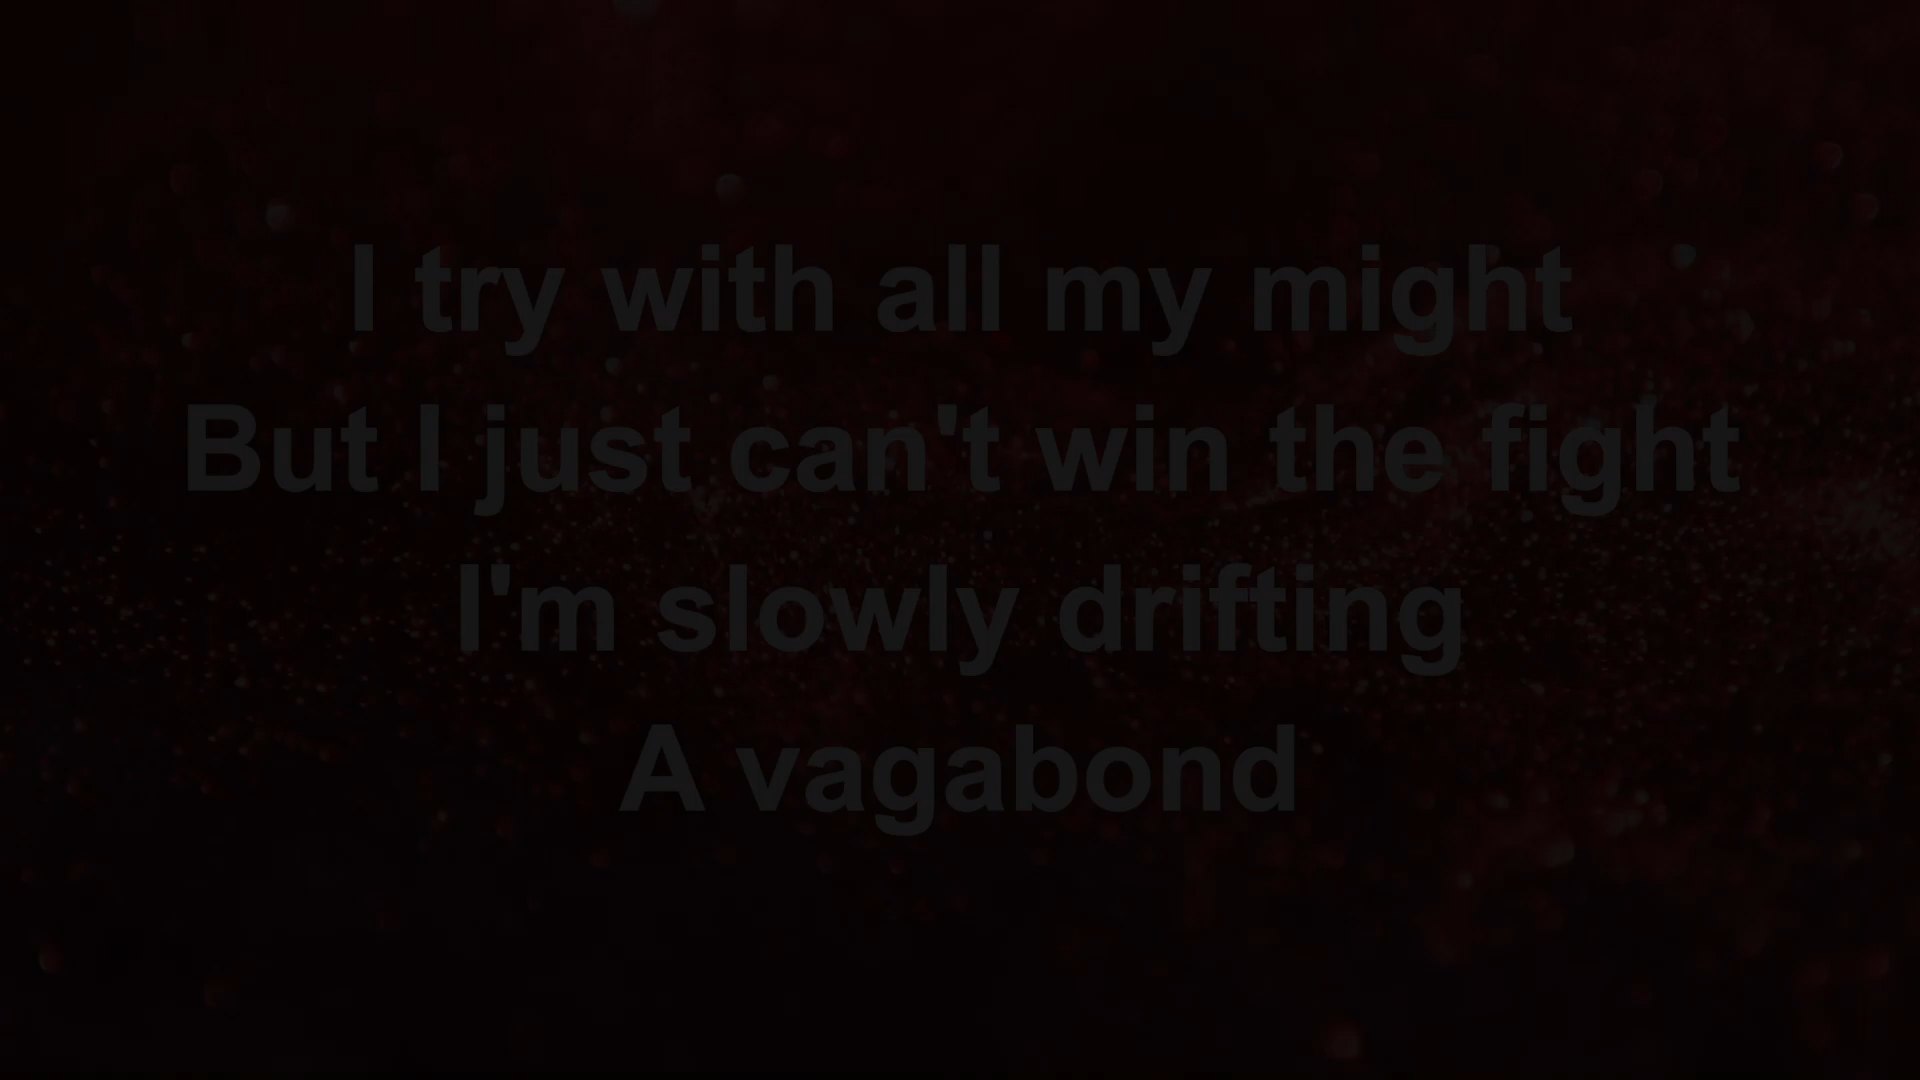 I try with all my might
But I just can't win the fight
I'm slowly drifting
A vagabond